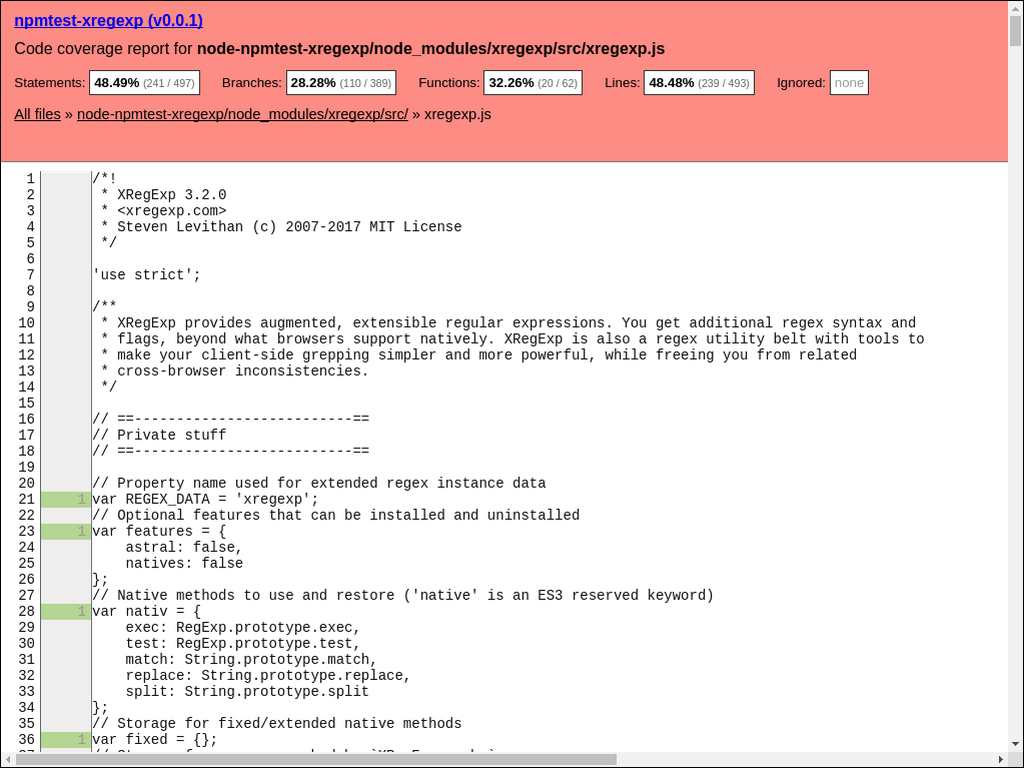 npmtest-xregexp (v0.0.1)
Code coverage report for node-npmtest-xregexp/node_modules/xregexp/src/xregexp.js
Statements: 48.49% (241 / 497) Branches: 28.28% (110 / 389) Functions: 32.26% (20 / 62) Lines: 48.48% (239 / 493) Ignored: none
All files » node-npmtest-xregexp/node_modules/xregexp/src/ » xregexp.js
1 /*!
2  * XRegExp 3.2.0
3  * <xregexp.com>
4  * Steven Levithan (c) 2007-2017 MIT License
5  */
6
7 'use strict';
8
9 /**
10  * XRegExp provides augmented, extensible regular expressions. You get additional regex syntax and
11  * flags, beyond what browsers support natively. XRegExp is also a regex utility belt with tools to
12  * make your client-side grepping simpler and more powerful, while freeing you from related
13  * cross-browser inconsistencies.
14  */
15
16 // ==--------------------------==
17 // Private stuff
18 // ==--------------------------==
19
20 // Property name used for extended regex instance data
21 1 var REGEX_DATA = 'xregexp';
22 // Optional features that can be installed and uninstalled
23 1 var features = {
24     astral: false,
25     natives: false
26 };
27 // Native methods to use and restore ('native' is an ES3 reserved keyword)
28 1 var nativ = {
29     exec: RegExp.prototype.exec,
30     test: RegExp.prototype.test,
31     match: String.prototype.match,
32     replace: String.prototype.replace,
33     split: String.prototype.split
34 };
35 // Storage for fixed/extended native methods
36 1 var fixed = {};